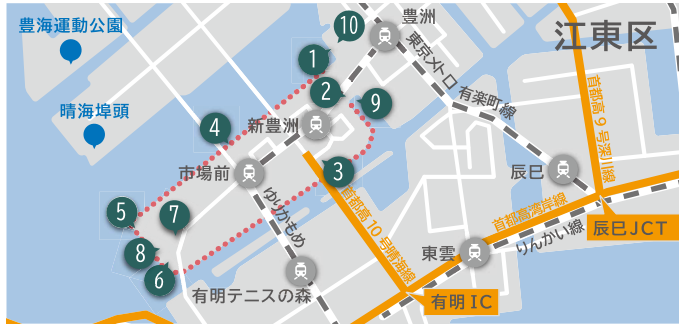 豊海運動公園
晴海埠頭
10
豊洲
江東区
1
東京メトロ有楽町線
2
9
首都高9号深川線
4
新豊洲
市場前
3
辰巳
首都高10号晴海線
5
7
ゆりかもめ
首都高湾岸線
りんかい線
辰巳JCT
8
東雲
6
有明テニスの森
有明IC